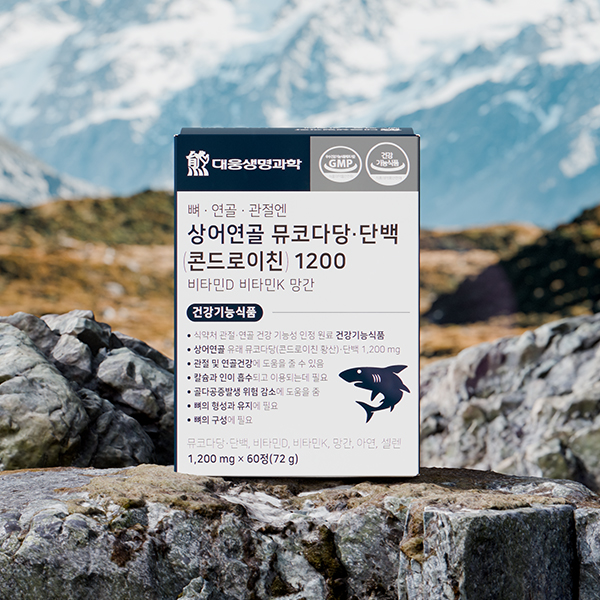 대웅생명과학
GMP
건강
기능식품
뼈 · 연골 · 관절엔
상어연골 뮤코다당·단백
(콘드로이친) 1200
비타민D 비타민K 망간
건강기능식품
• 식약처 관절·연골 건강 기능성 인정 원료 건강기능식품
• 상어연골 유래 뮤코다당(콘드로이친 황산)·단백 1,200 mg
• 관절 및 연골건강에 도움을 줄 수 있음
• 칼슘과 인이 흡수되고 이용되는데 필요
• 골다공증발생 위험 감소에 도움을 줌
• 뼈의 형성과 유지에 필요
• 뼈의 구성에 필요
뮤코다당·단백, 비타민D, 비타민K, 망간, 아연, 셀렌
1,200 mg × 60정(72 g)